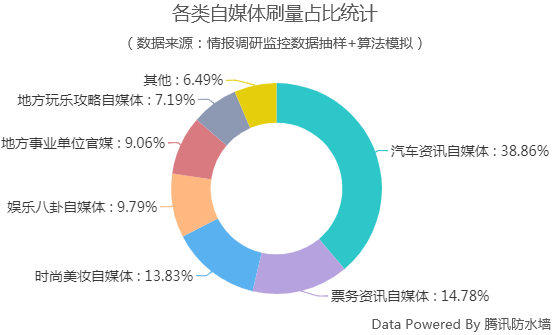 各类自媒体刷量占比统计
（数据来源：情报调研监控数据抽样+算法模拟）
其他 : 6.49%
地方玩乐攻略自媒体 : 7.19%
地方事业单位官媒 : 9.06%
汽车资讯自媒体 : 38.86%
娱乐八卦自媒体 : 9.79%
时尚美妆自媒体 : 13.83%
票务资讯自媒体 : 14.78%
Data Powered By 腾讯防水墙